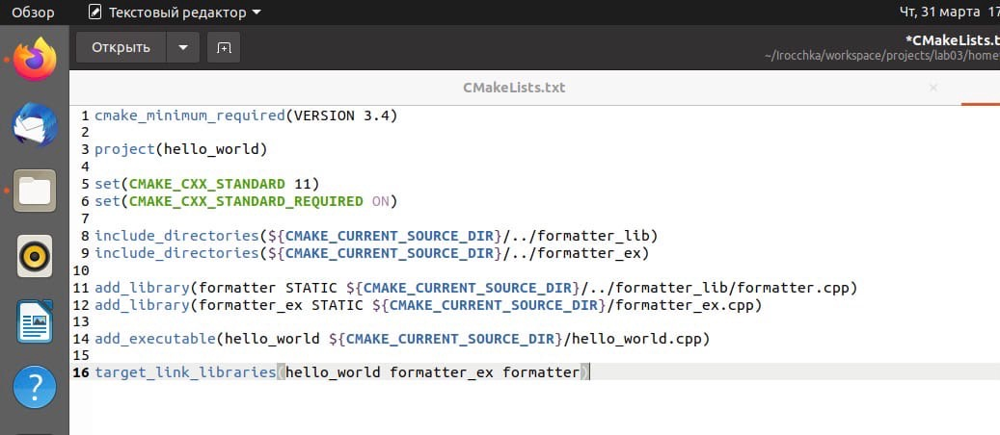 Обзор Текстовый редактор Чт, 31 марта 17
Открыть *CMakeLists.t
~/Irocchka/workspace/projects/lab03/home
CMakeLists.txt
1 cmake_minimum_required(VERSION 3.4)
2
3 project(hello_world)
4
5 set(CMAKE_CXX_STANDARD 11)
6 set(CMAKE_CXX_STANDARD_REQUIRED ON)
7
8 include_directories(${CMAKE_CURRENT_SOURCE_DIR}/../formatter_lib)
9 include_directories(${CMAKE_CURRENT_SOURCE_DIR}/../formatter_ex)
10
11 add_library(formatter STATIC ${CMAKE_CURRENT_SOURCE_DIR}/../formatter_lib/formatter.cpp)
12 add_library(formatter_ex STATIC ${CMAKE_CURRENT_SOURCE_DIR}/formatter_ex.cpp)
13
14 add_executable(hello_world ${CMAKE_CURRENT_SOURCE_DIR}/hello_world.cpp)
15
16 target_link_libraries(hello_world formatter_ex formatter)